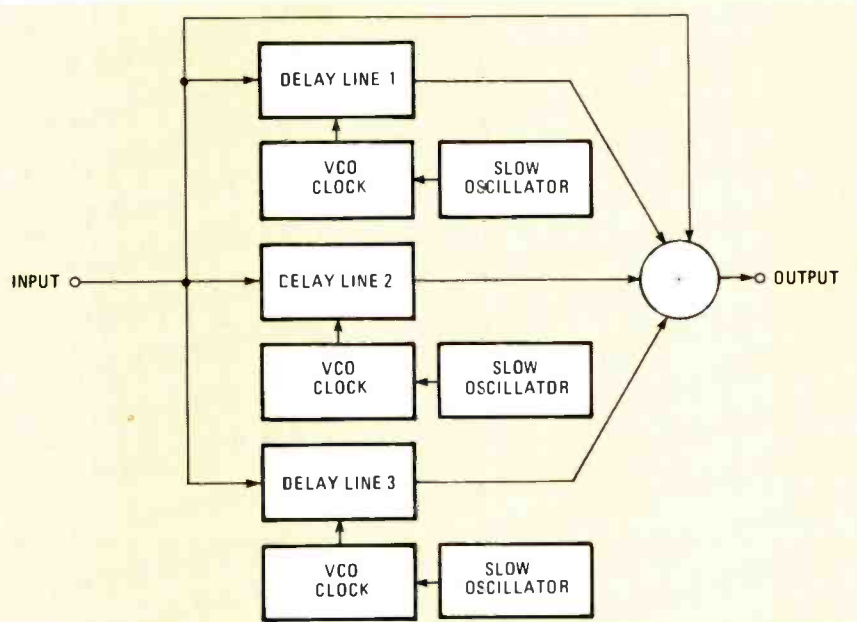 DELAY LINE 1
VCO
CLOCK
SLOW
OSCILLATOR
INPUT
DELAY LINE 2
OUTPUT
VCO
CLOCK
SLOW
OSCILLATOR
DELAY LINE 3
VCO
CLOCK
SLOW
OSCILLATOR